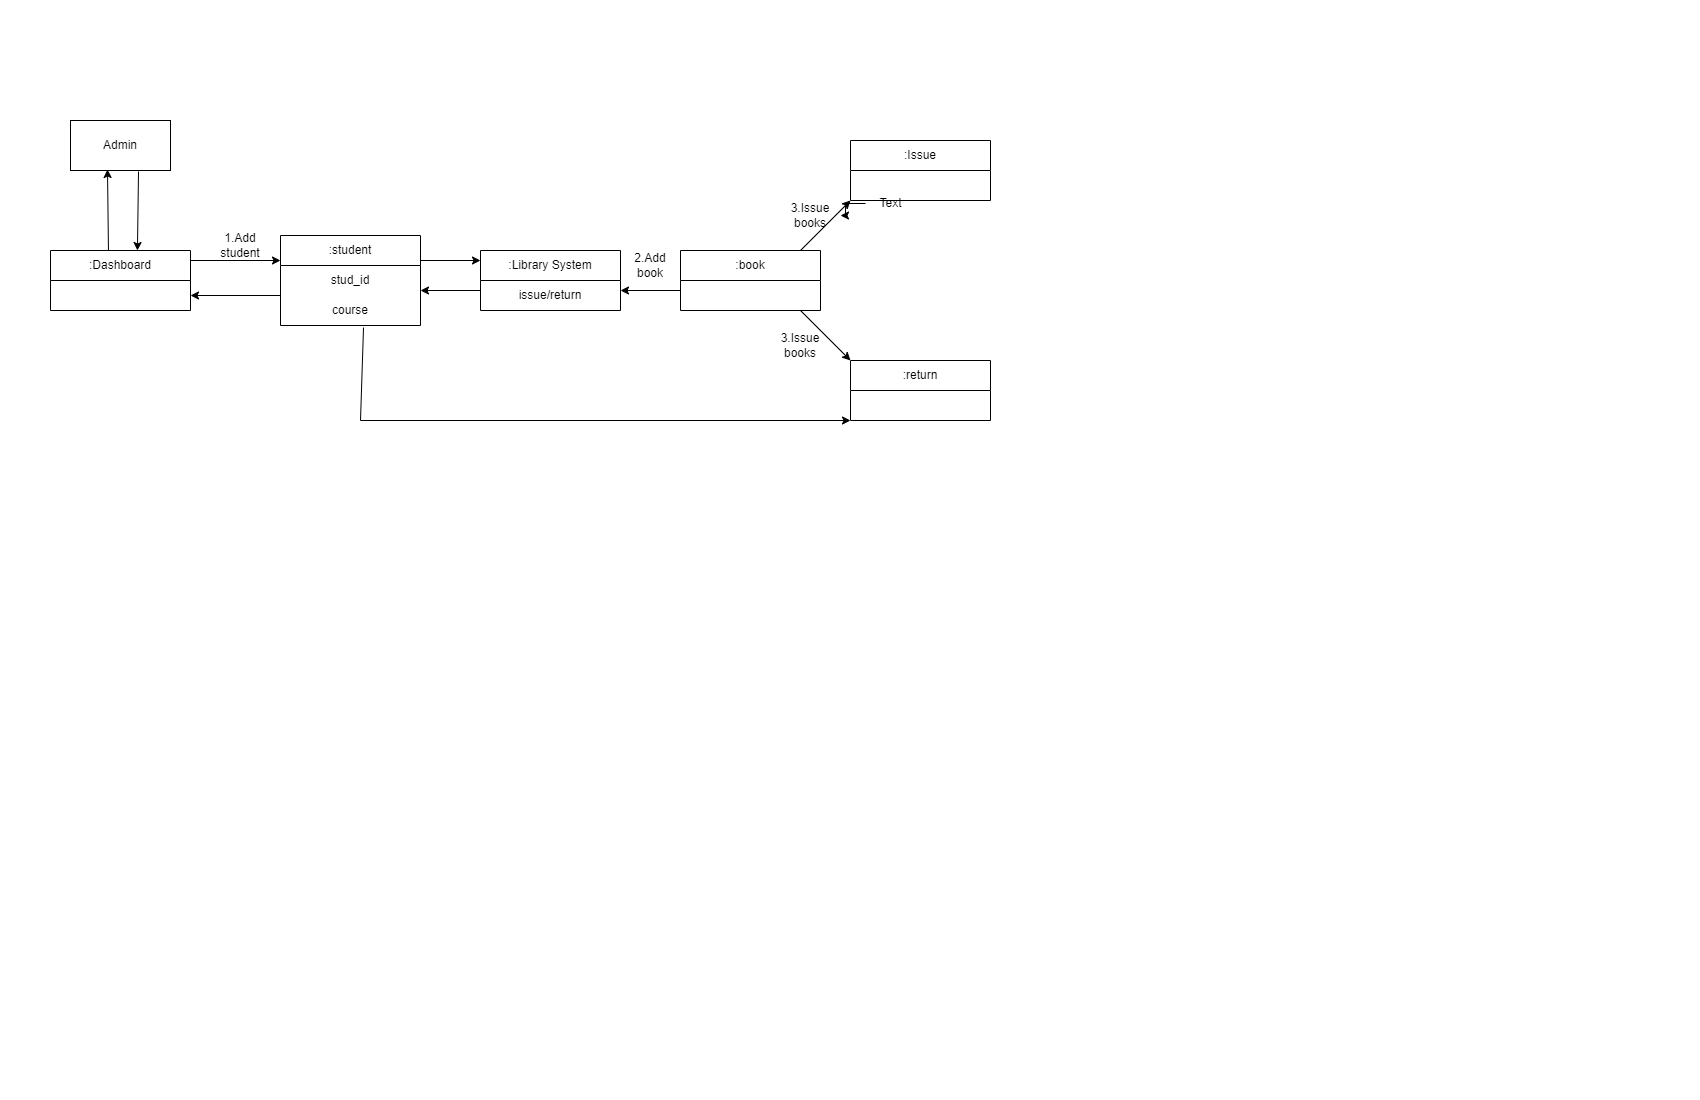 Admin
:Issue
3.Issue
books
Text
1.Add
student
:Dashboard
:student
stud_id
course
:Library System
issue/return
2.Add
book
:book
3.Issue
books
:return